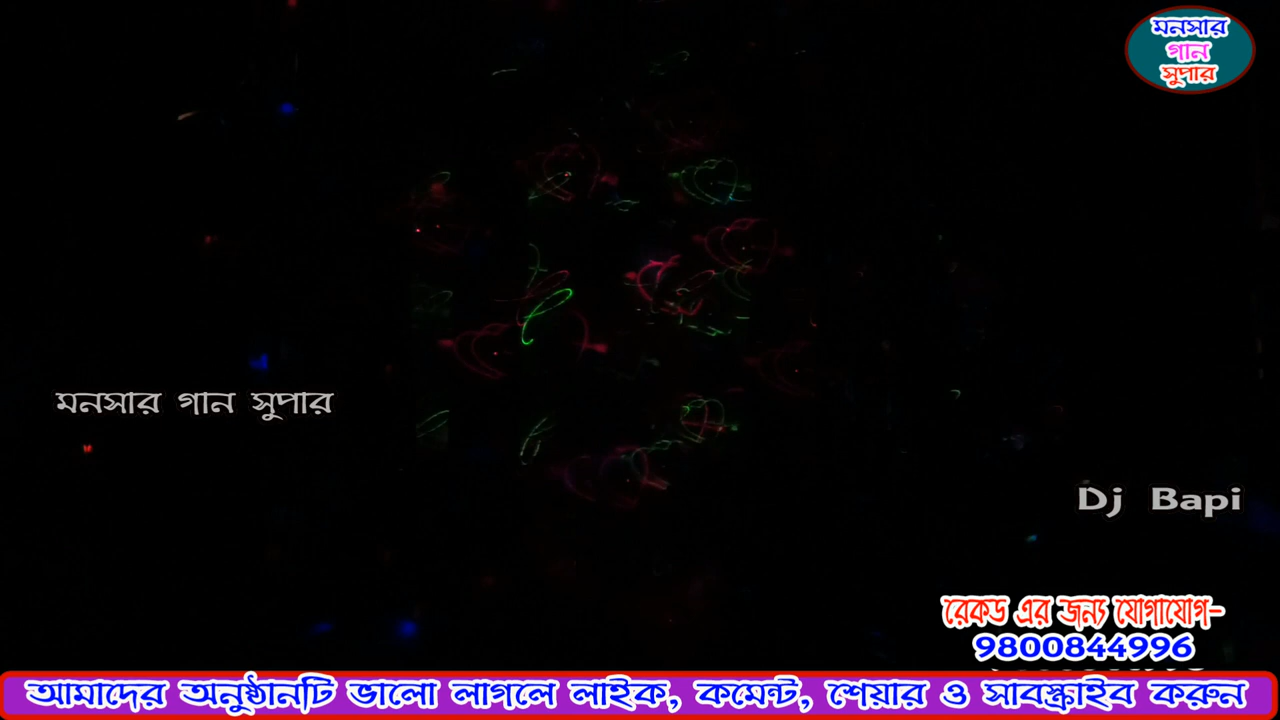 মনসার
গান
সুপার
মনসার গান সুপার
Dj Bapi
রেকড এর জন্য যোগাযোগ-
9800844996
আমাদের অনুষ্ঠানটি ভালো লাগলে লাইক, কমেন্ট, শেয়ার ও সাবস্ক্রাইব করুন